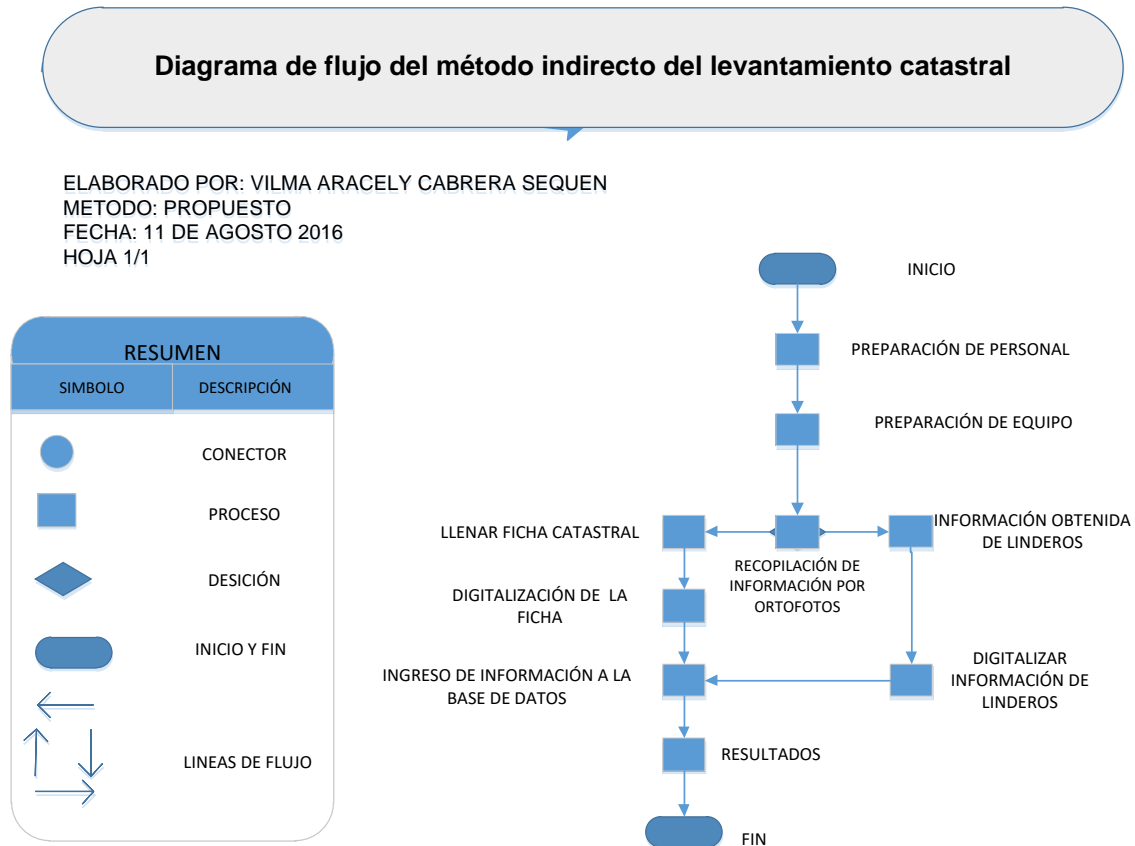 Diagrama de flujo del método indirecto del levantamiento catastral
ELABORADO POR: VILMA ARACELY CABRERA SEQUEN
METODO: PROPUESTO
FECHA: 11 DE AGOSTO 2016
HOJA 1/1
RESUMEN
SIMBOLO
DESCRIPCIÓN
CONECTOR
PROCESO
DESICIÓN
INICIO Y FIN
LINEAS DE FLUJO
INICIO
PREPARACIÓN DE PERSONAL
PREPARACIÓN DE EQUIPO
LLENAR FICHA CATASTRAL
RECOPILACIÓN DE
INFORMACIÓN POR
ORTOFOTOS
INFORMACIÓN OBTENIDA
DE LINDEROS
DIGITALIZACIÓN DE LA
FICHA
INGRESO DE INFORMACIÓN A LA
BASE DE DATOS
DIGITALIZAR
INFORMACIÓN DE
LINDEROS
RESULTADOS
FIN